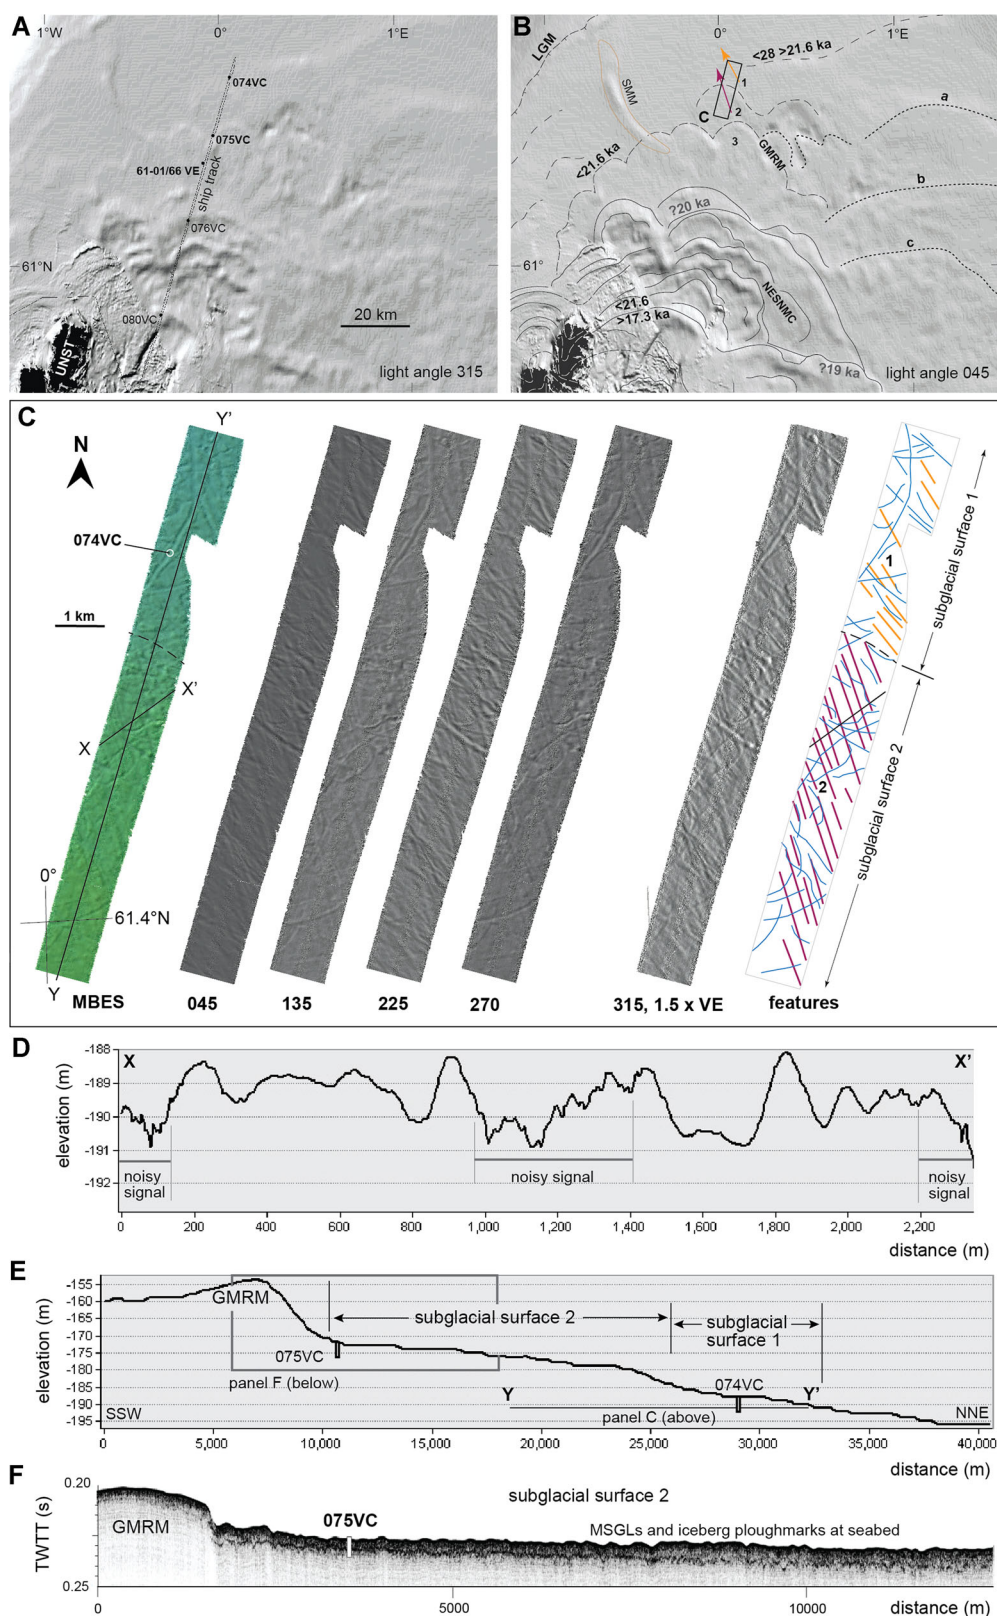 A
1°W
0°
1°E
074VC
075VC
61-01/66 VE
ship track
076VC
61°N
080VC
20 km
UNST
light angle 315
B
0°
1°E
LGM
<28 >21.6 ka
SMM
1
a
C
2
3
GMRM
<21.6 ka
b
?20 ka
c
61°
NESNMC
<21.6
>17.3 ka
?19 ka
light angle 045
C
Y'
N
074VC
1 km
1
subglacial surface 1
X'
X
2
subglacial surface 2
0°
61.4°N
Y
MBES
045
135
225
270
315, 1.5 x VE
features
D
-188
X
X'
-189
-190
-191
-192
elevation (m)
noisy signal
noisy signal
noisy signal
0
200
400
600
800
1,000
1,200
1,400
1,600
1,800
2,000
2,200
distance (m)
E
-155
-160
-165
-170
-175
-180
-185
-190
-195
elevation (m)
GMRM
subglacial surface 2
subglacial
surface 1
075VC
panel F (below)
074VC
Y
Y'
SSW
panel C (above)
NNE
0
5,000
10,000
15,000
20,000
25,000
30,000
35,000
40,000
distance (m)
F
0.20
subglacial surface 2
075VC
GMRM
MSGLs and iceberg ploughmarks at seabed
TWTT (s)
0.25
0
5000
10000
distance (m)